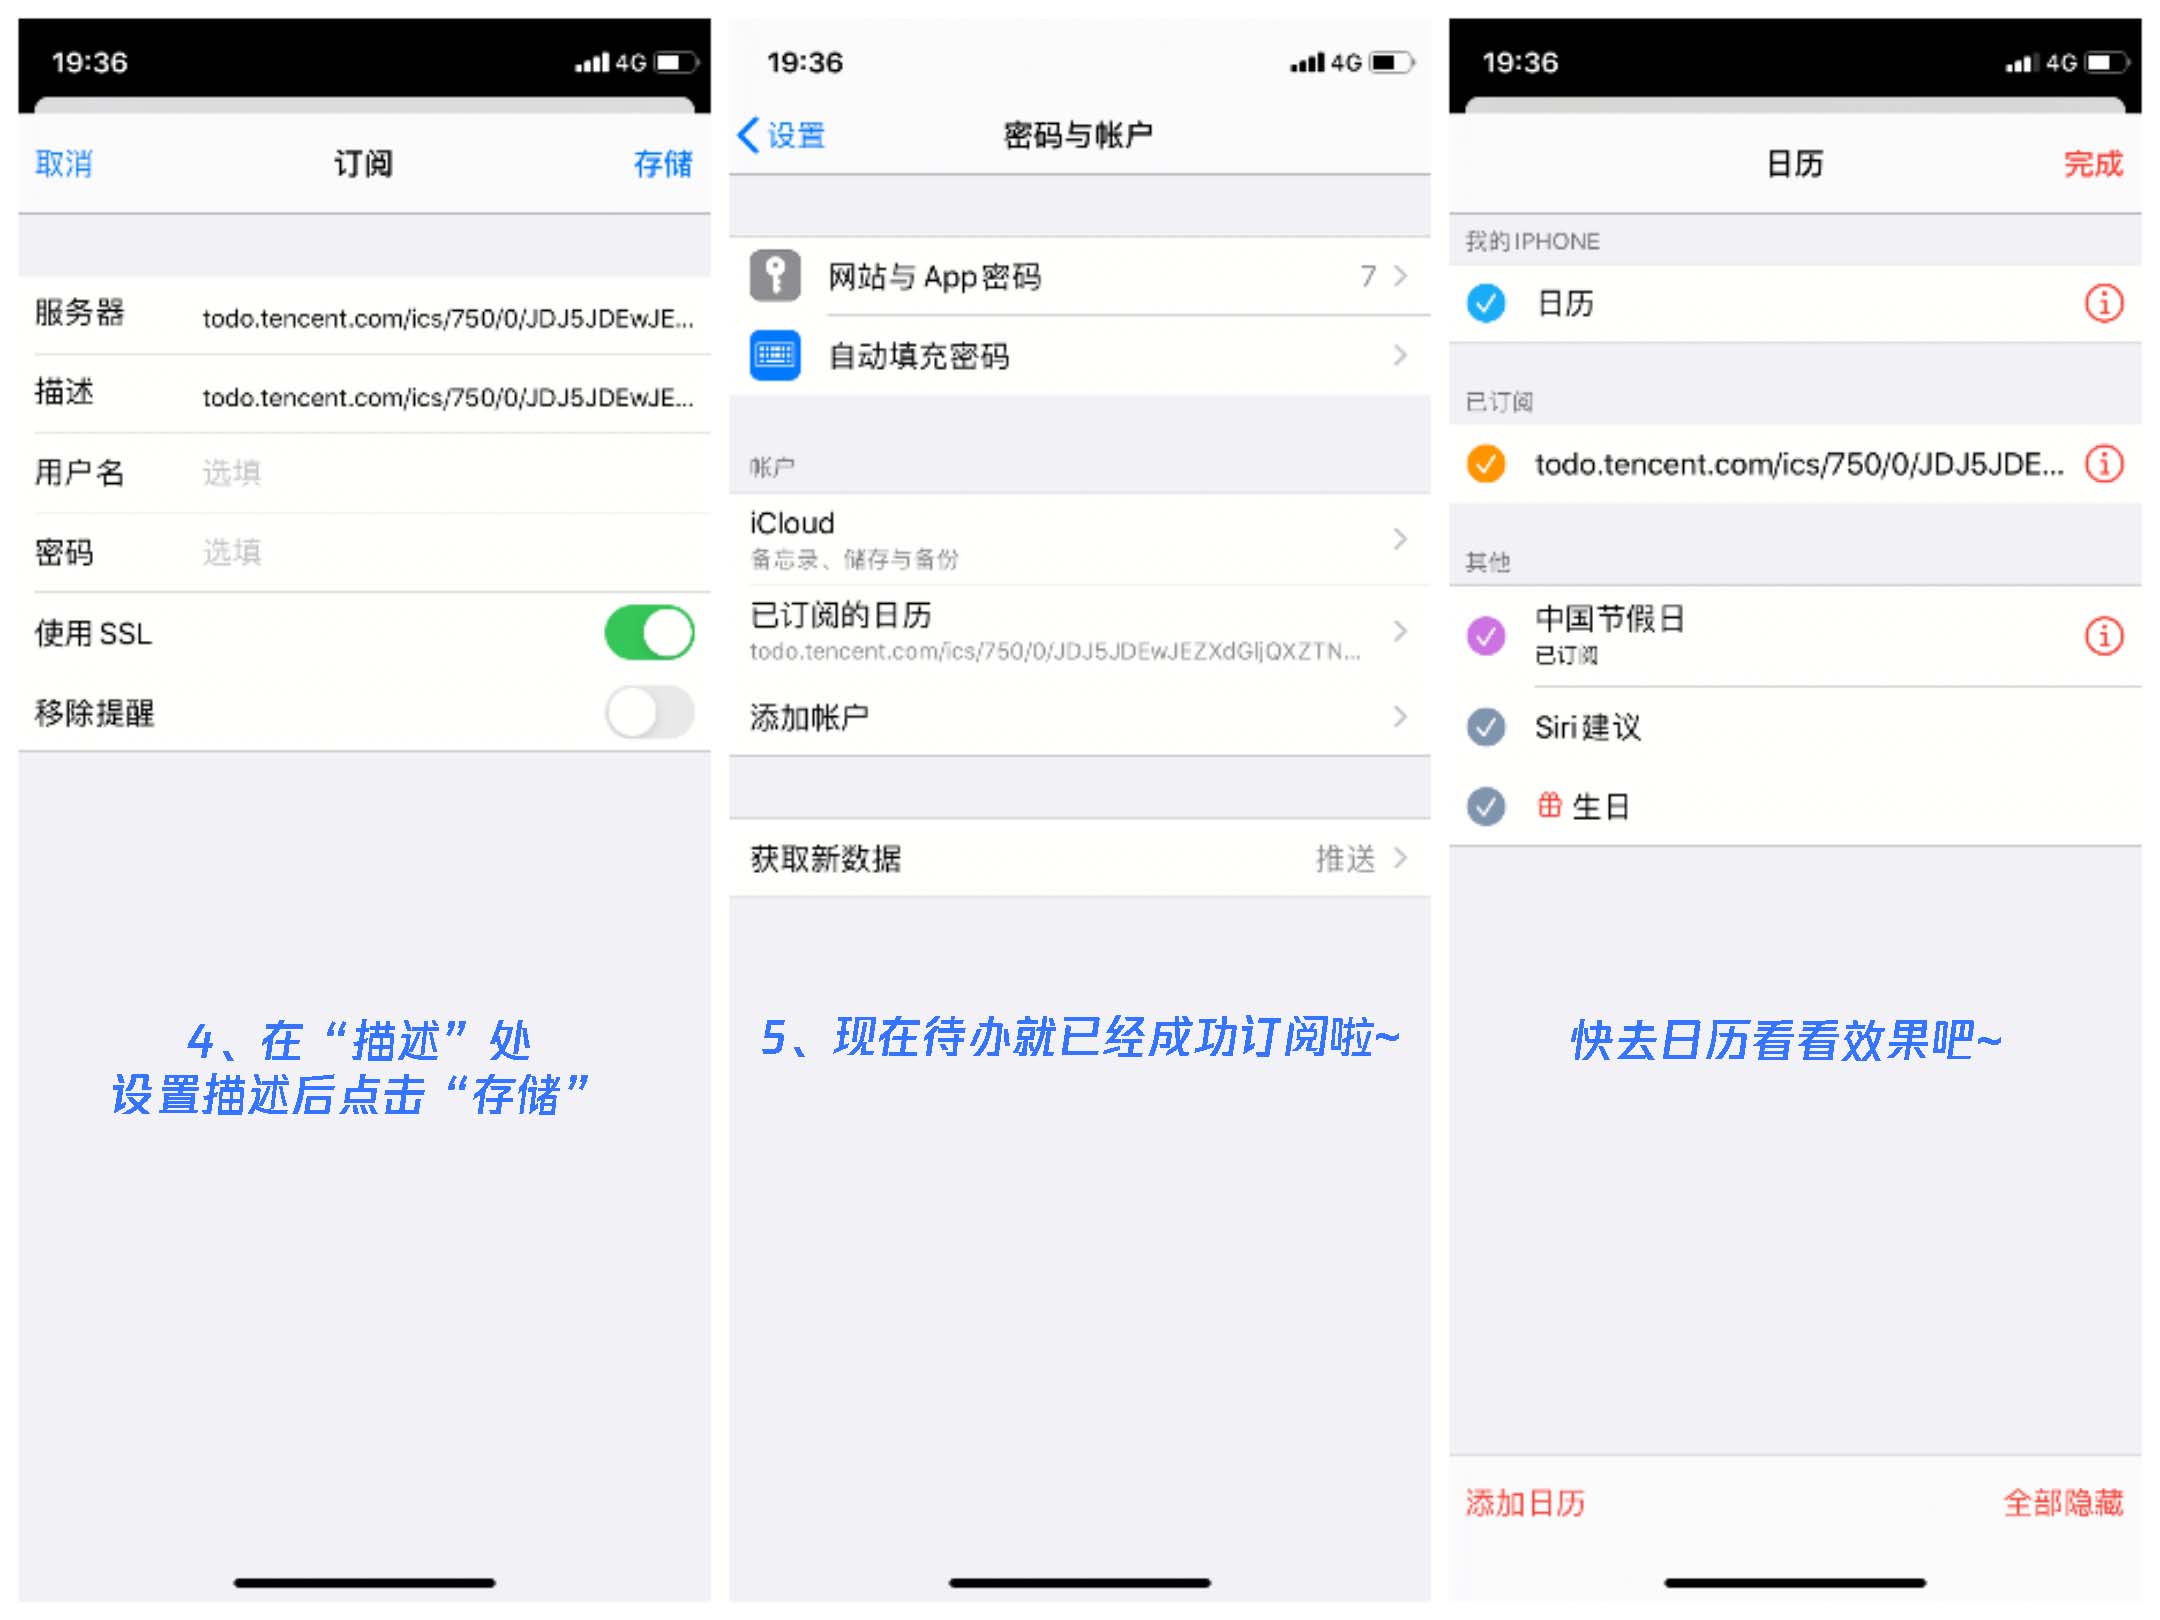 19:36
4G
取消
订阅
存储
服务器
todo.tencent.com/ics/750/0/JDJ5JDEwJE...
描述
todo.tencent.com/ics/750/0/JDJ5JDEwJE...
用户名
选填
密码
选填
使用 SSL
移除提醒
4、在“描述”处
设置描述后点击“存储”
19:36
4G
设置
密码与帐户
网站与 App 密码
7
自动填充密码
帐户
iCloud
备忘录、储存与备份
已订阅的日历
todo.tencent.com/ics/750/0/JDJ5JDEwJEZXdGljQXZTN...
添加帐户
获取新数据
推送
5、现在待办就已经成功订阅啦~
19:36
4G
日历
完成
我的IPHONE
日历
已订阅
todo.tencent.com/ics/750/0/JDJ5JDE...
其他
中国节假日
已订阅
Siri 建议
生日
快去日历看看效果吧~
添加日历
全部隐藏